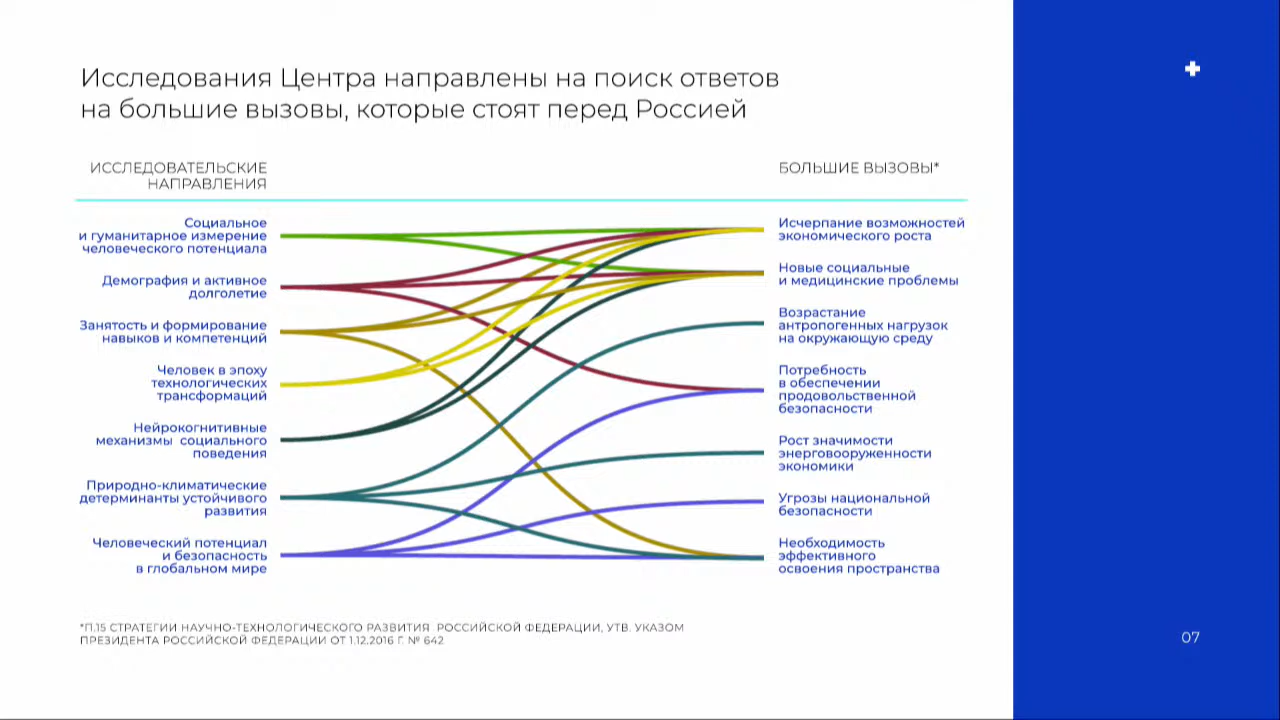 Исследования Центра направлены на поиск ответов
на большие вызовы, которые стоят перед Россией
ИССЛЕДОВАТЕЛЬСКИЕ
НАПРАВЛЕНИЯ
Социальное
и гуманитарное измерение
человеческого потенциала
Демография и активное
долголетие
Занятость и формирование
навыков и компетенций
Человек в эпоху
технологических
трансформаций
Нейрокогнитивные
механизмы социального
поведения
Природно-климатические
детерминанты устойчивого
развития
Человеческий потенциал
и безопасность
в глобальном мире
БОЛЬШИЕ ВЫЗОВЫ*
Исчерпание возможностей
экономического роста
Новые социальные
и медицинские проблемы
Возрастание
антропогенных нагрузок
на окружающую среду
Потребность
в обеспечении
продовольственной
безопасности
Рост значимости
энерговооруженности
экономики
Угрозы национальной
безопасности
Необходимость
эффективного
освоения пространства
*П.15 СТРАТЕГИИ НАУЧНО-ТЕХНОЛОГИЧЕСКОГО РАЗВИТИЯ РОССИЙСКОЙ ФЕДЕРАЦИИ, УТВ. УКАЗОМ
ПРЕЗИДЕНТА РОССИЙСКОЙ ФЕДЕРАЦИИ ОТ 1.12.2016 Г. № 642
07